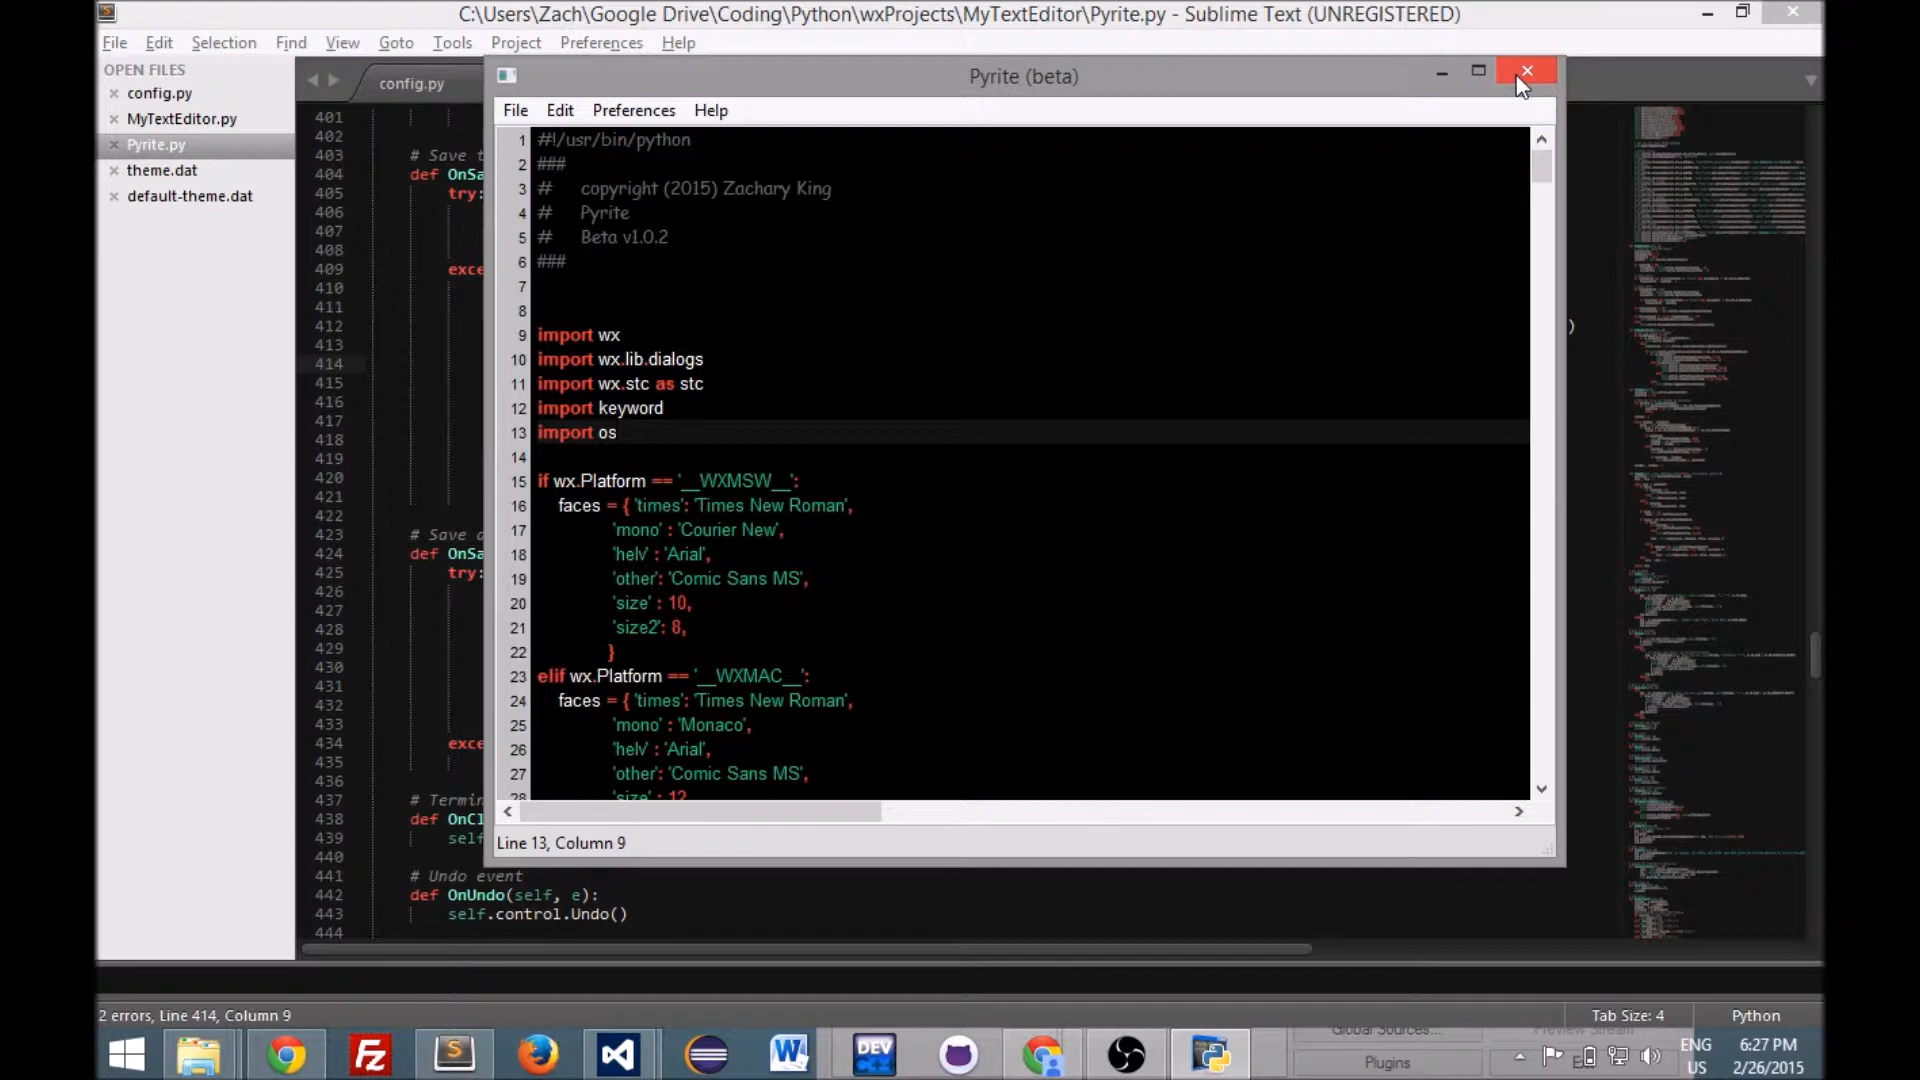 C:\Users\Zach\Google Drive\Coding\Python\wxProjects\MyTextEditor\Pyrite.py - Sublime Text (UNREGISTERED)
File Edit Selection Find View Goto Tools Project Preferences Help
OPEN FILES
config.py
MyTextEditor.py
Pyrite.py
theme.dat
default-theme.dat
config.py
401
402
403 # Save t
404 def OnSa
405 try:
406
407
408
409 exce
410
411
412 )
413
414
415
416
417
418
419
420
421
422
423 # Save a
424 def OnSa
425 try:
426
427
428
429
430
431
432
433
434 exce
435
436
437 # Termin
438 def OnCl
439 self
440
441 # Undo event
442 def OnUndo(self, e):
443 self.control.Undo()
444
Pyrite (beta)
File Edit Preferences Help
1 #!/usr/bin/python
2 ###
3 # copyright (2015) Zachary King
4 # Pyrite
5 # Beta v1.0.2
6 ###
7
8
9 import wx
10 import wx.lib.dialogs
11 import wx.stc as stc
12 import keyword
13 import os
14
15 if wx.Platform == '__WXMSW__':
16 faces = { 'times': 'Times New Roman',
17 'mono' : 'Courier New',
18 'helv' : 'Arial',
19 'other': 'Comic Sans MS',
20 'size' : 10,
21 'size2': 8,
22 }
23 elif wx.Platform == '__WXMAC__':
24 faces = { 'times': 'Times New Roman',
25 'mono' : 'Monaco',
26 'helv' : 'Arial',
27 'other': 'Comic Sans MS',
28 'size' : 12
Line 13, Column 9
2 errors, Line 414, Column 9
Tab Size: 4
Python
Global Sources...
Preview Stream
Plugins
ENG
US
6:27 PM
2/26/2015